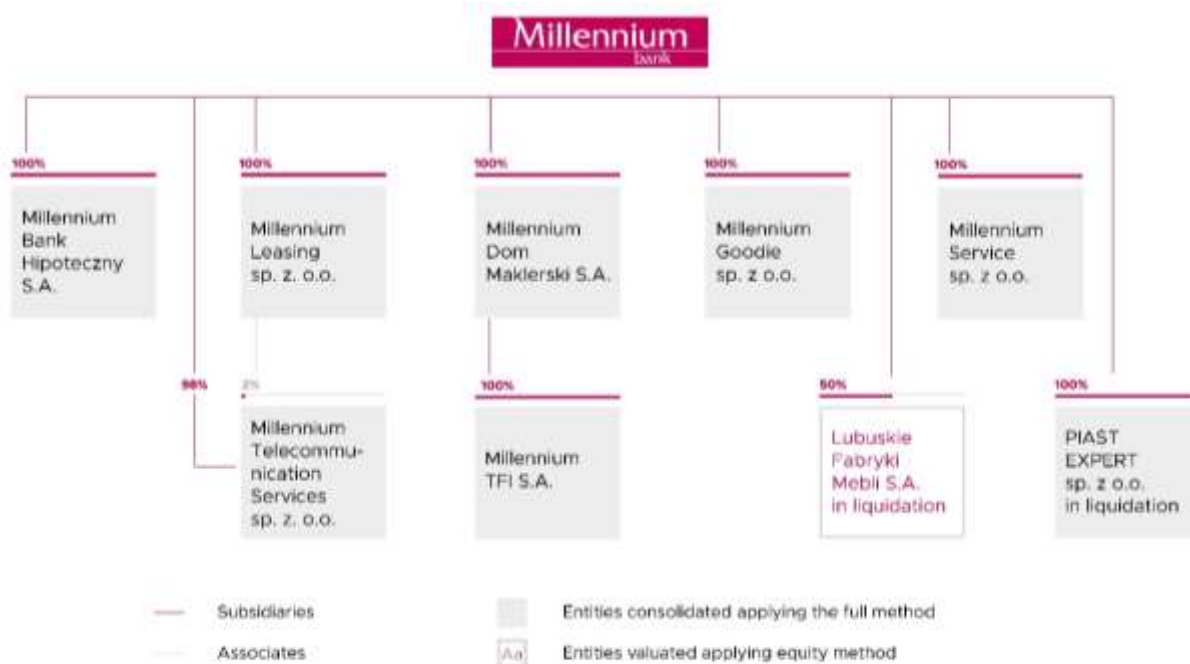 Millennium
bank
100%
100%
100%
100%
100%
Millennium
Bank
Hipoteczny
S.A.
Millennium
Leasing
sp. z. o.o.
Millennium
Dom
Maklerski S.A.
Millennium
Goodie
sp. z o.o.
Millennium
Service
sp. z o.o.
98%
2%
100%
50%
100%
Millennium
Telecommu-
nication
Services
sp. z. o.o.
Millennium
TFI S.A.
Lubuskie
Fabryki
Mebli S.A.
in liquidation
PIAST
EXPERT
sp. z o.o.
in liquidation
Subsidiaries
Entities consolidated applying the full method
Associates
Aa
Entities valuated applying equity method